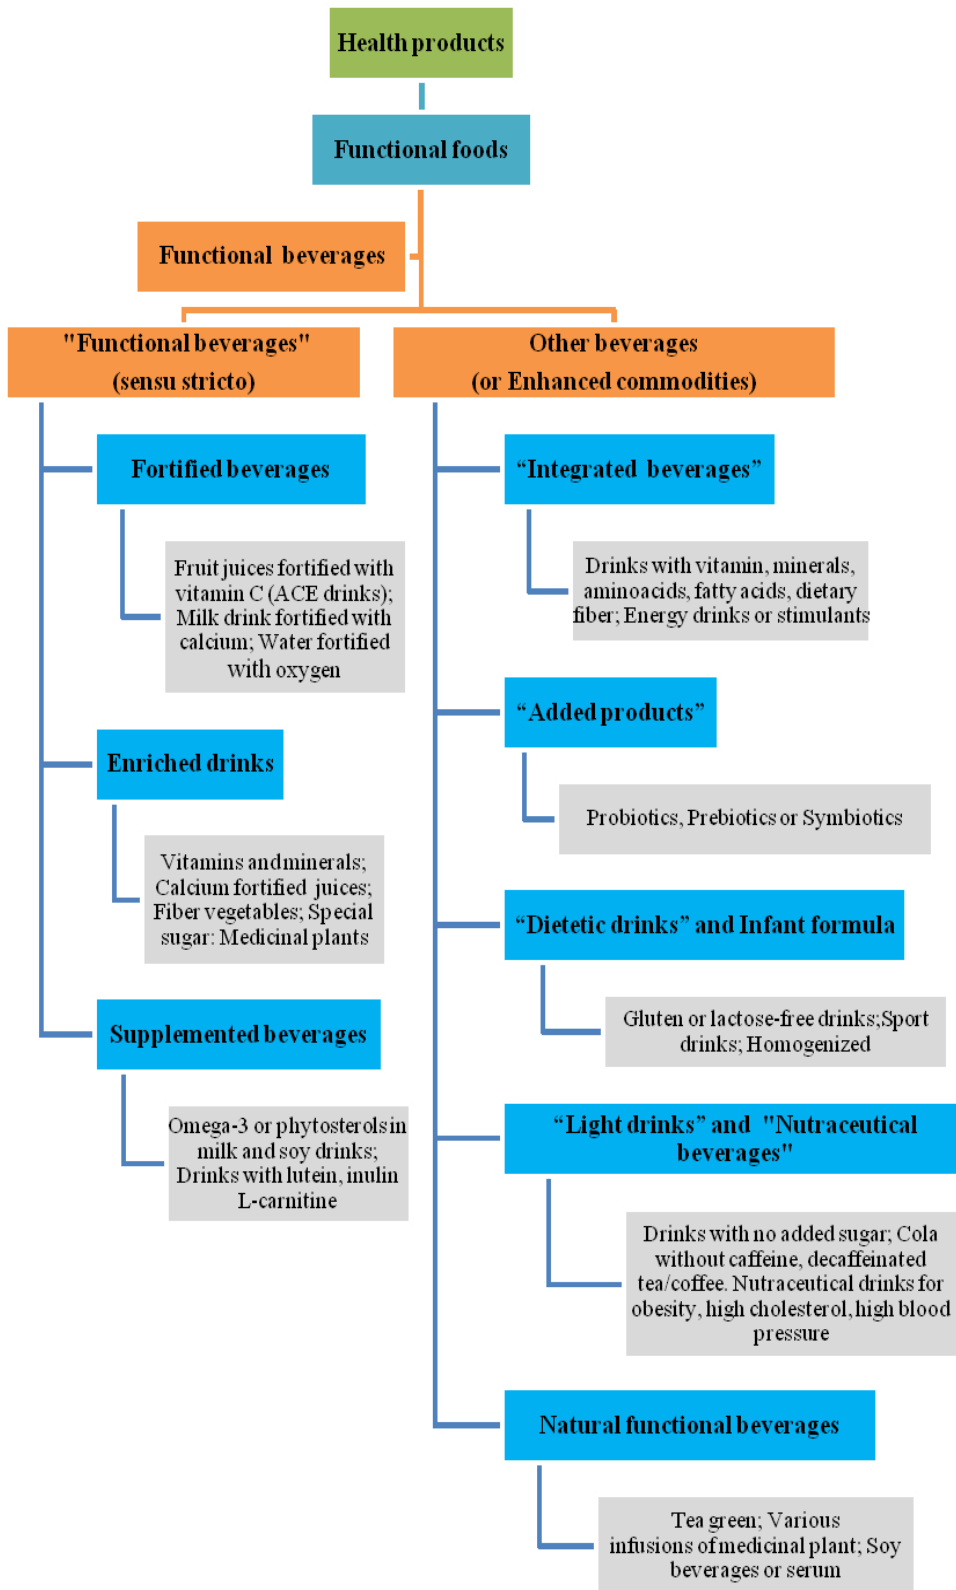 Health products
Functional foods
Functional beverages
"Functional beverages"
(sensu stricto)
Fortified beverages
Fruit juices fortified with
vitamin C (ACE drinks);
Milk drink fortified with
calcium; Water fortified
with oxygen
Enriched drinks
Vitamins andminerals;
Calcium fortified juices;
Fiber vegetables; Special
sugar: Medicinal plants
Supplemented beverages
Omega-3 or phytosterols in
milk and soy drinks;
Drinks with lutein, inulin
L-carnitine
Other beverages
(or Enhanced commodities)
“Integrated beverages”
Drinks with vitamin, minerals,
aminoacids, fatty acids, dietary
fiber; Energy drinks or stimulants
“Added products”
Probiotics, Prebiotics or Symbiotics
“Dietetic drinks” and Infant formula
Gluten or lactose-free drinks;Sport
drinks; Homogenized
“Light drinks” and "Nutraceutical
beverages"
Drinks with no added sugar; Cola
without caffeine, decaffeinated
tea/coffee. Nutraceutical drinks for
obesity, high cholesterol, high blood
pressure
Natural functional beverages
Tea green; Various
infusions of medicinal plant; Soy
beverages or serum